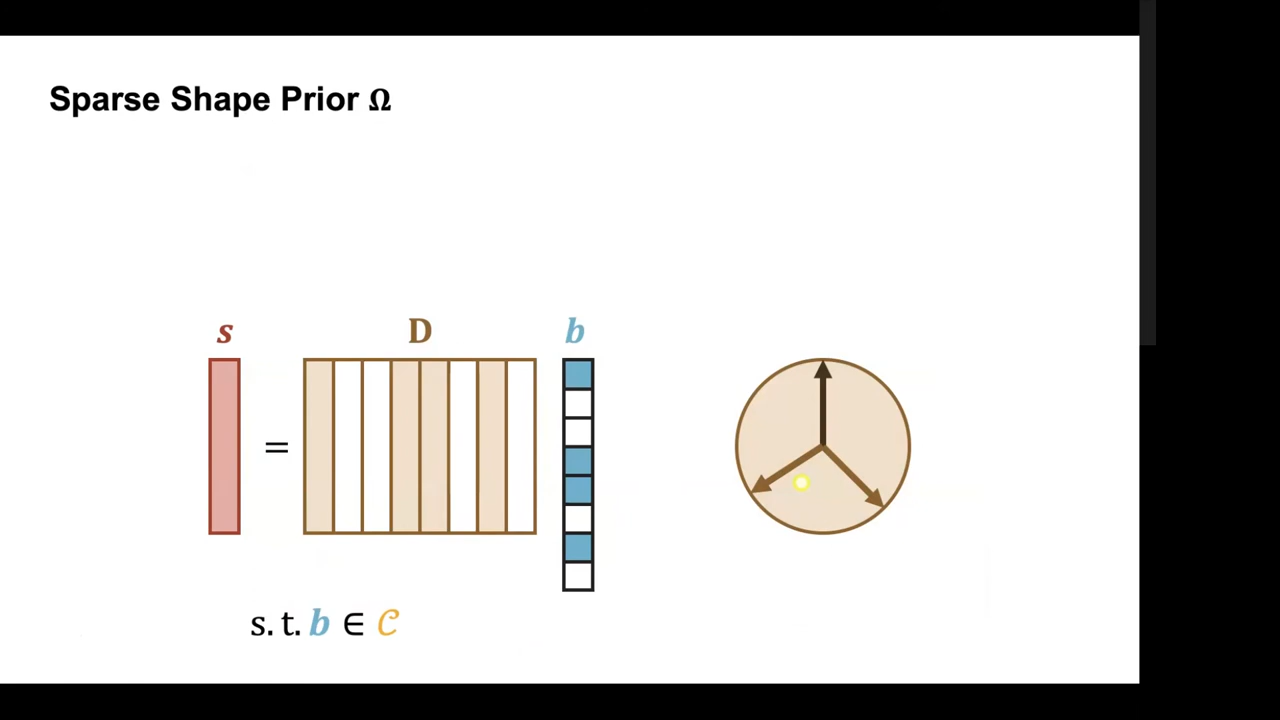 Sparse Shape Prior Ω
s D b
=
s.t. b ∈ 𝒞